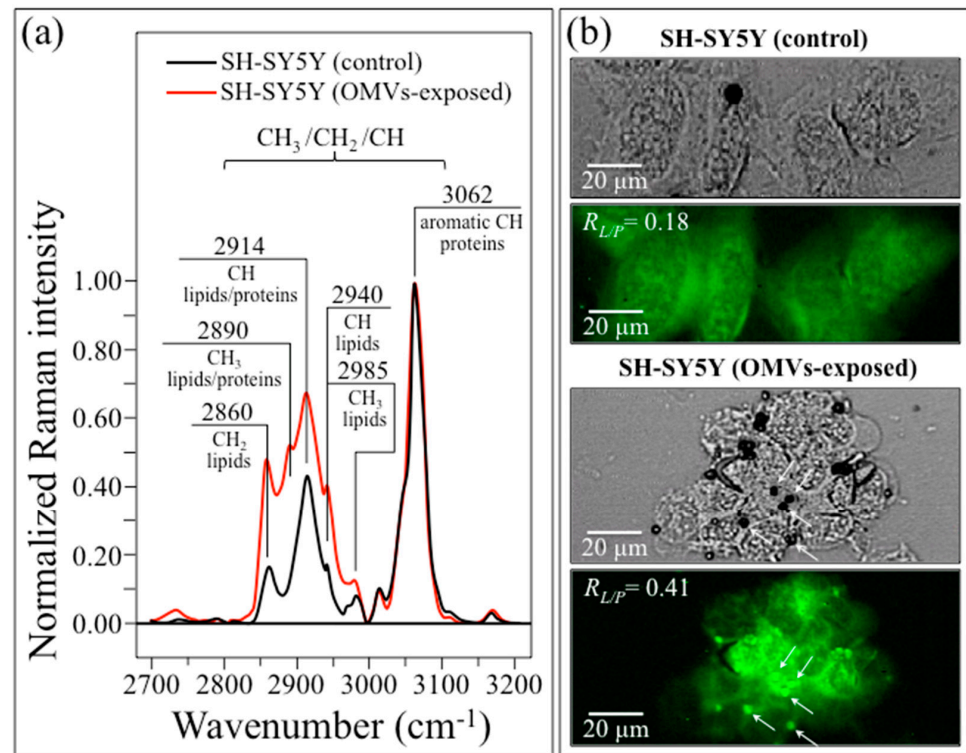 (a)
SH-SY5Y (control)
SH-SY5Y (OMVs-exposed)
CH₃/CH₂/CH
3062
aromatic CH
proteins
2914
CH
lipids/proteins
2940
CH
lipids
2890
CH₃
lipids/proteins
2985
CH₃
lipids
2860
CH₂
lipids
Normalized Raman intensity
1.00
0.80
0.60
0.40
0.20
0.00
2700 2800 2900 3000 3100 3200
Wavenumber (cm⁻¹)
(b)
SH-SY5Y (control)
20 µm
R_L/P = 0.18
20 µm
SH-SY5Y (OMVs-exposed)
20 µm
R_L/P = 0.41
20 µm